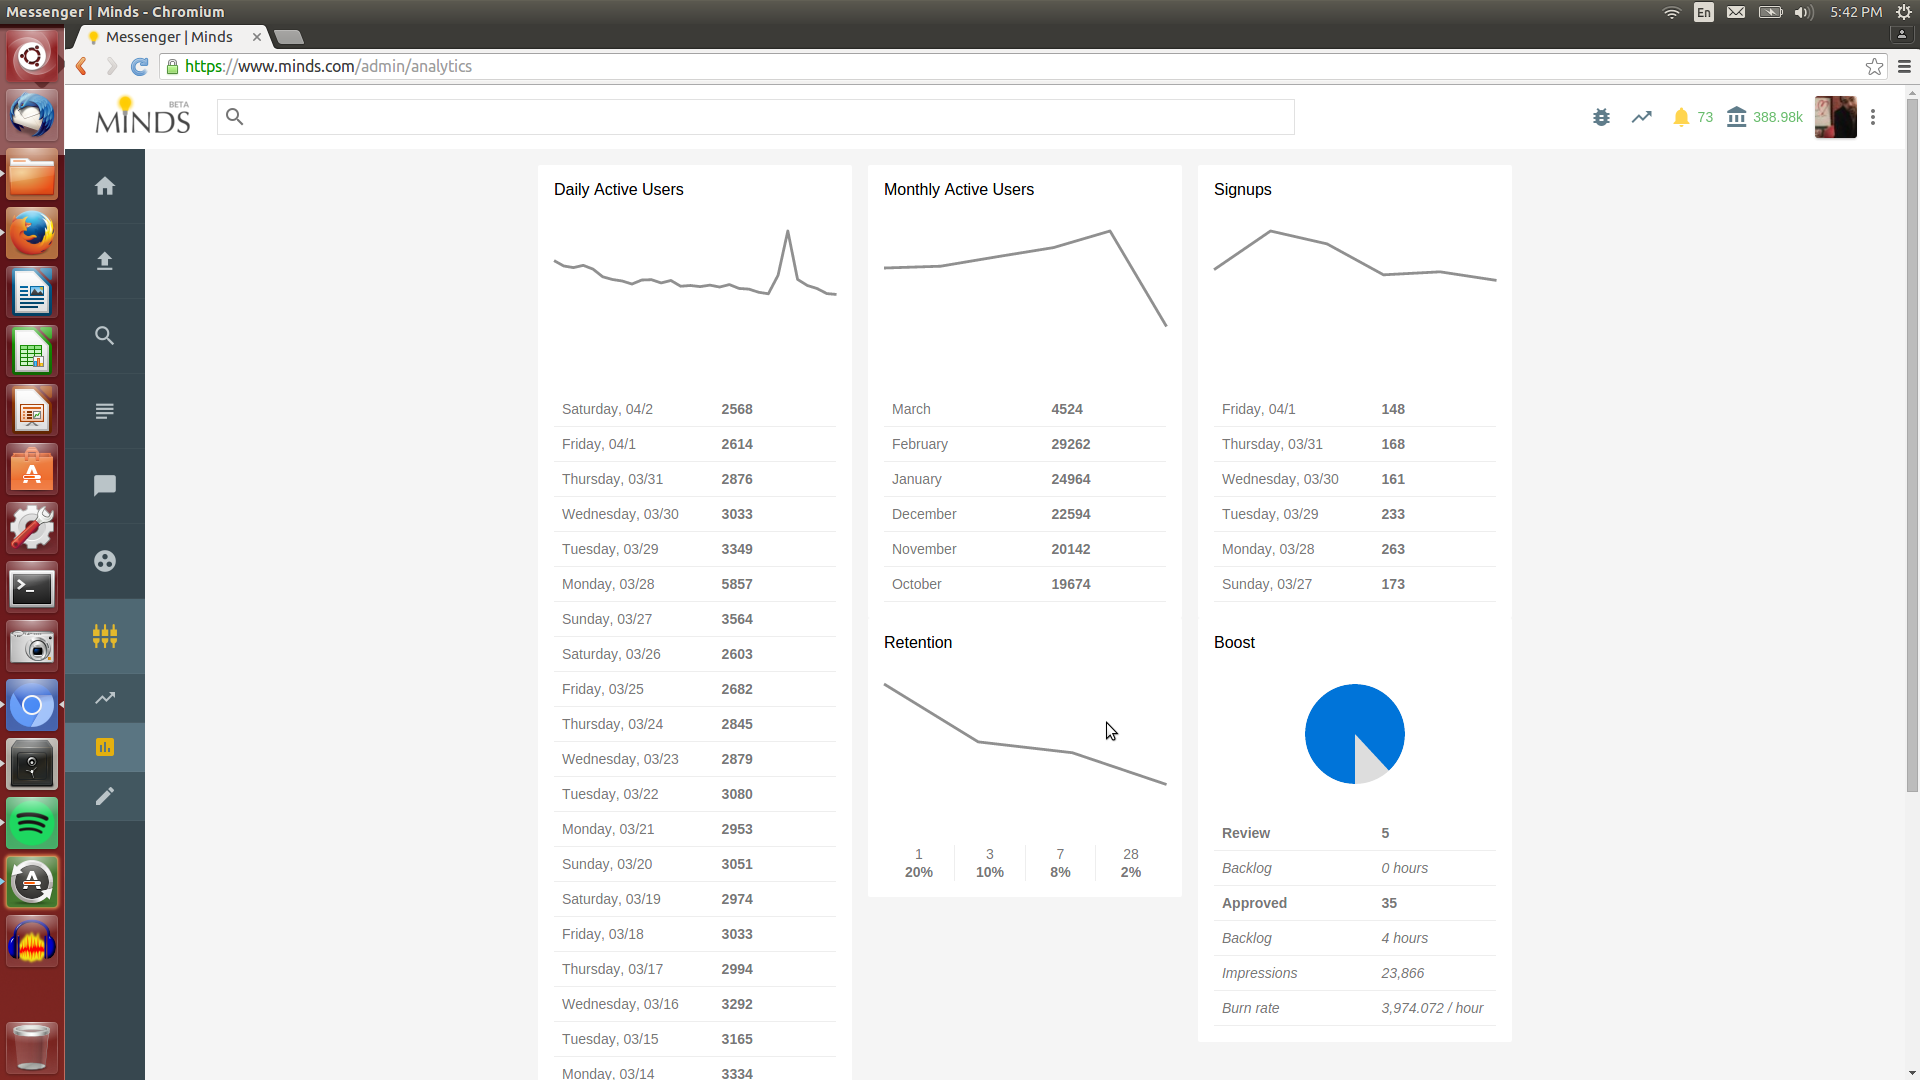 Messenger | Minds - Chromium
En
5:42 PM
Messenger | Minds
https://www.minds.com/admin/analytics
MINDS
BETA
73
388.98k
Daily Active Users
Saturday, 04/2 2568
Friday, 04/1 2614
Thursday, 03/31 2876
Wednesday, 03/30 3033
Tuesday, 03/29 3349
Monday, 03/28 5857
Sunday, 03/27 3564
Saturday, 03/26 2603
Friday, 03/25 2682
Thursday, 03/24 2845
Wednesday, 03/23 2879
Tuesday, 03/22 3080
Monday, 03/21 2953
Sunday, 03/20 3051
Saturday, 03/19 2974
Friday, 03/18 3033
Thursday, 03/17 2994
Wednesday, 03/16 3292
Tuesday, 03/15 3165
Monday, 03/14 3334
Monthly Active Users
March 4524
February 29262
January 24964
December 22594
November 20142
October 19674
Retention
1 3 7 28
20% 10% 8% 2%
Signups
Friday, 04/1 148
Thursday, 03/31 168
Wednesday, 03/30 161
Tuesday, 03/29 233
Monday, 03/28 263
Sunday, 03/27 173
Boost
Review 5
Backlog 0 hours
Approved 35
Backlog 4 hours
Impressions 23,866
Burn rate 3,974.072 / hour